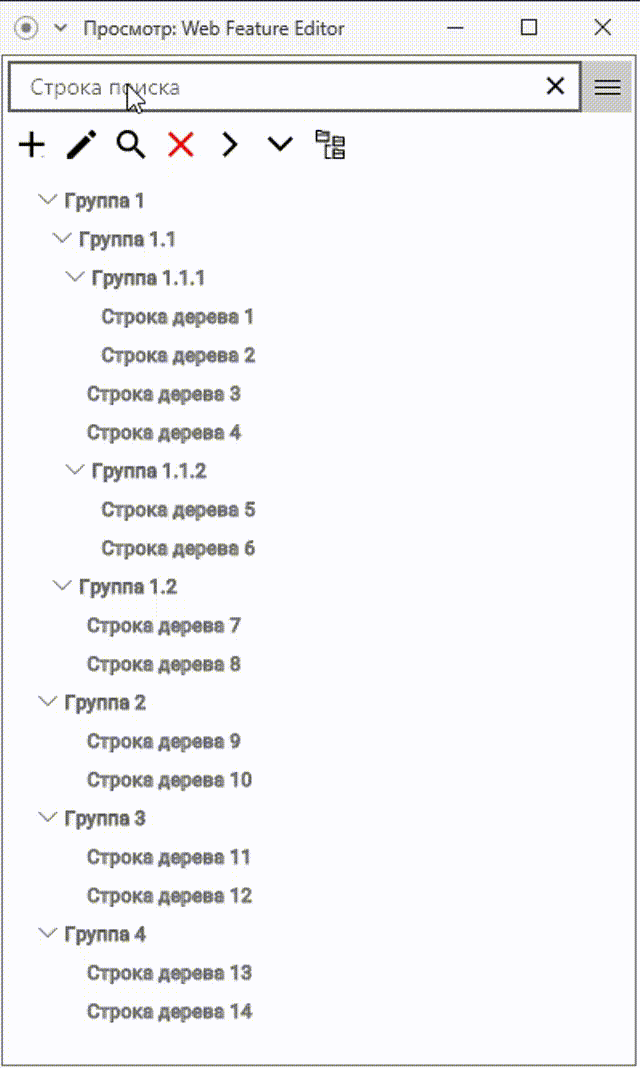 Просмотр: Web Feature Editor
Строка поиска
Группа 1
Группа 1.1
Группа 1.1.1
Строка дерева 1
Строка дерева 2
Строка дерева 3
Строка дерева 4
Группа 1.1.2
Строка дерева 5
Строка дерева 6
Группа 1.2
Строка дерева 7
Строка дерева 8
Группа 2
Строка дерева 9
Строка дерева 10
Группа 3
Строка дерева 11
Строка дерева 12
Группа 4
Строка дерева 13
Строка дерева 14